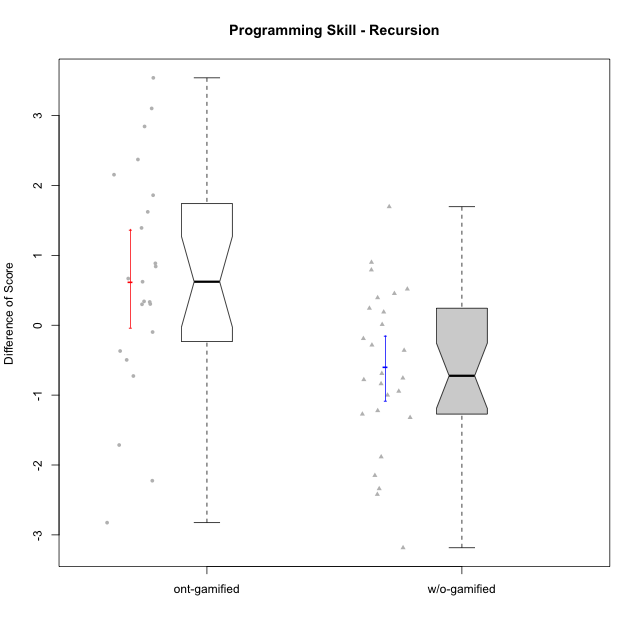 Programming Skill - Recursion
Difference of Score
3
2
1
0
-1
-2
-3
ont-gamified
w/o-gamified